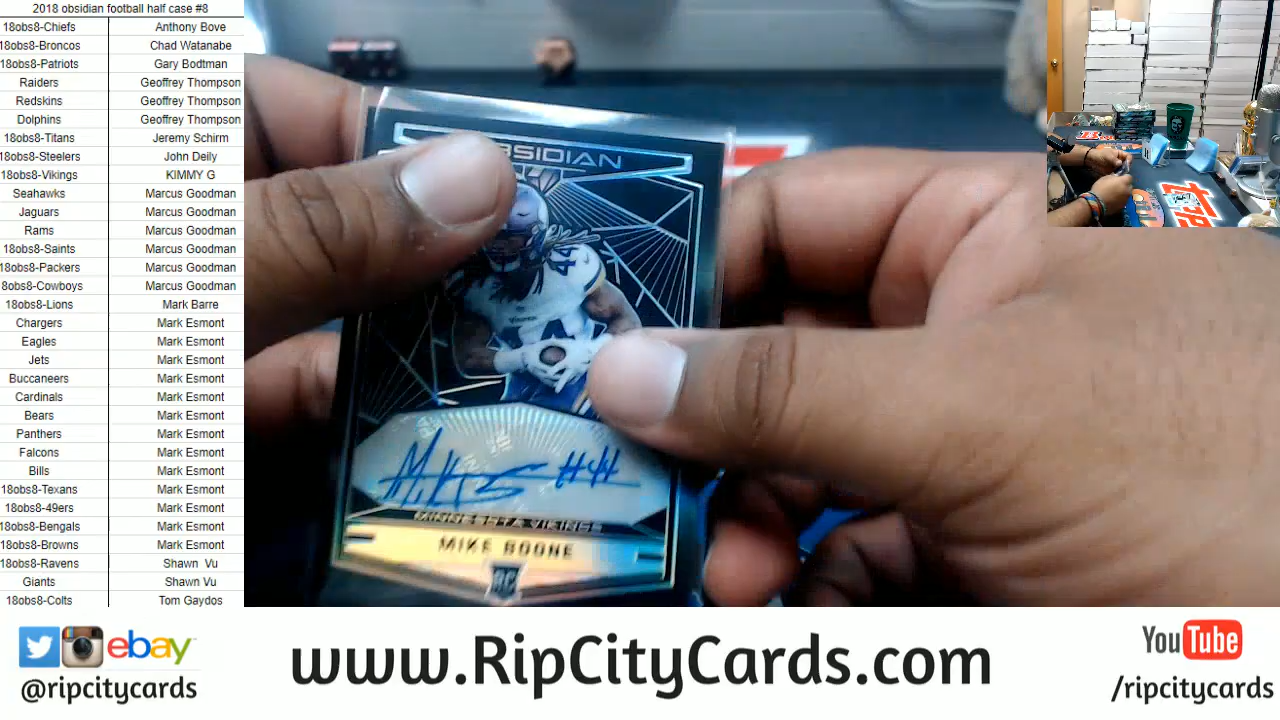 2018 obsidian football half case #8
18obs8-Chiefs Anthony Bove
18obs8-Broncos Chad Watanabe
18obs8-Patriots Gary Bodtman
Raiders Geoffrey Thompson
Redskins Geoffrey Thompson
Dolphins Geoffrey Thompson
18obs8-Titans Jeremy Schirm
18obs8-Steelers John Deily
18obs8-Vikings KIMMY G
Seahawks Marcus Goodman
Jaguars Marcus Goodman
Rams Marcus Goodman
18obs8-Saints Marcus Goodman
18obs8-Packers Marcus Goodman
8obs8-Cowboys Marcus Goodman
18obs8-Lions Mark Barre
Chargers Mark Esmont
Eagles Mark Esmont
Jets Mark Esmont
Buccaneers Mark Esmont
Cardinals Mark Esmont
Bears Mark Esmont
Panthers Mark Esmont
Falcons Mark Esmont
Bills Mark Esmont
18obs8-Texans Mark Esmont
18obs8-49ers Mark Esmont
18obs8-Bengals Mark Esmont
18obs8-Browns Mark Esmont
18obs8-Ravens Shawn Vu
Giants Shawn Vu
18obs8-Colts Tom Gaydos
BSIDIAN
44
#44
MINNESOTA VIKINGS
MIKE BOONE
RC
ebay
@ripcitycards
www.RipCityCards.com
YouTube
/ripcitycards